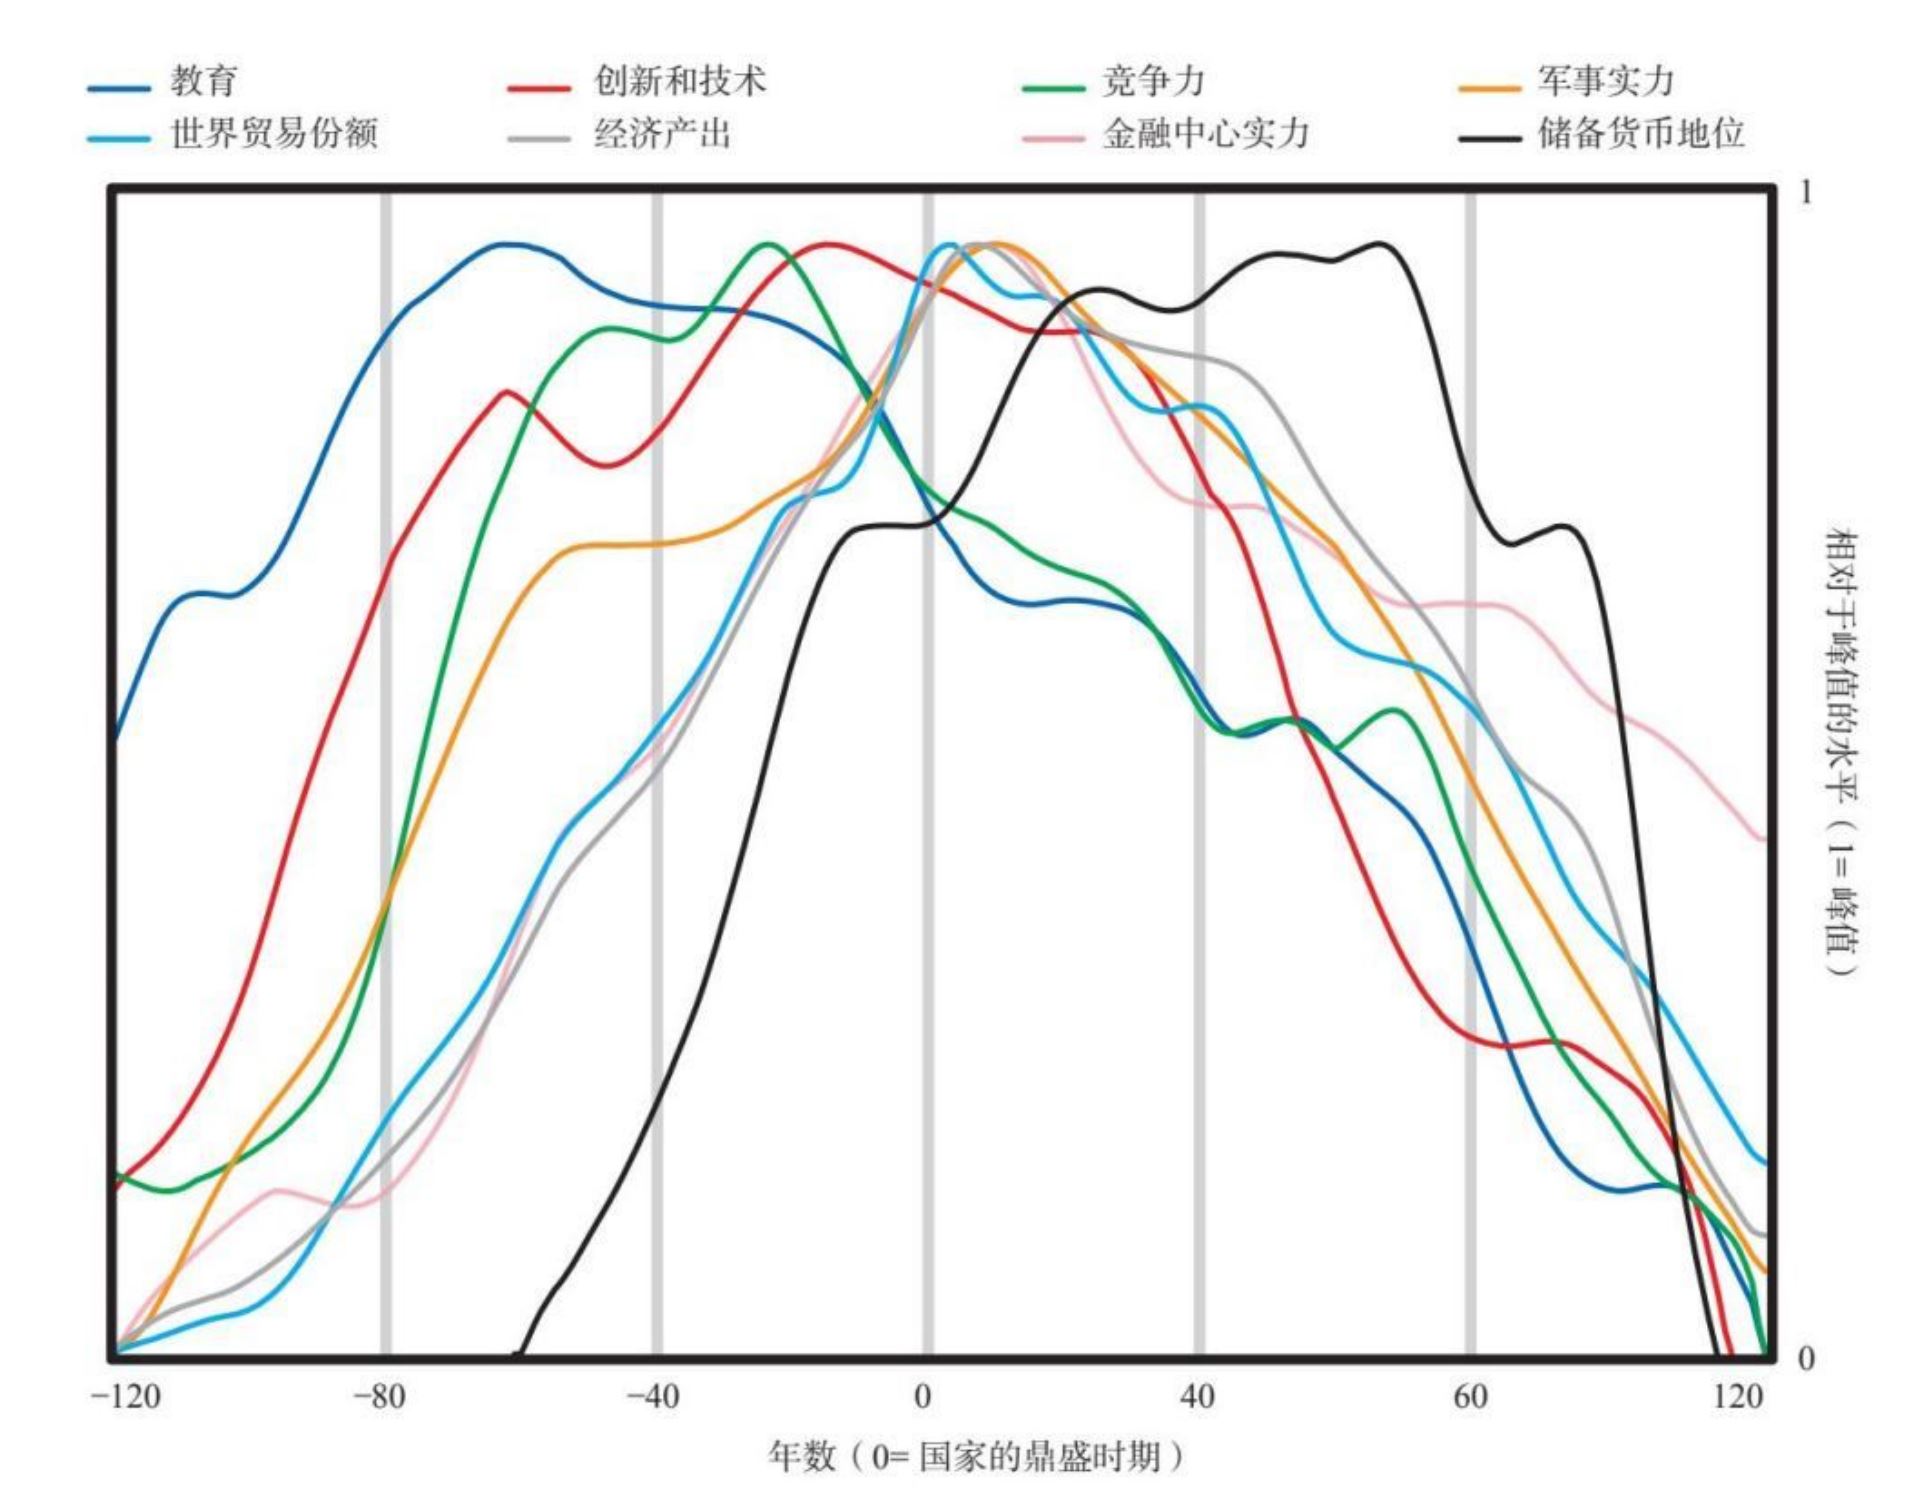 教育 创新和技术 竞争力 军事实力
世界贸易份额 经济产出 金融中心实力 储备货币地位
1
相对于峰值的水平（1=峰值）
0
−120 −80 −40 0 40 60 120
年数（0=国家的鼎盛时期）